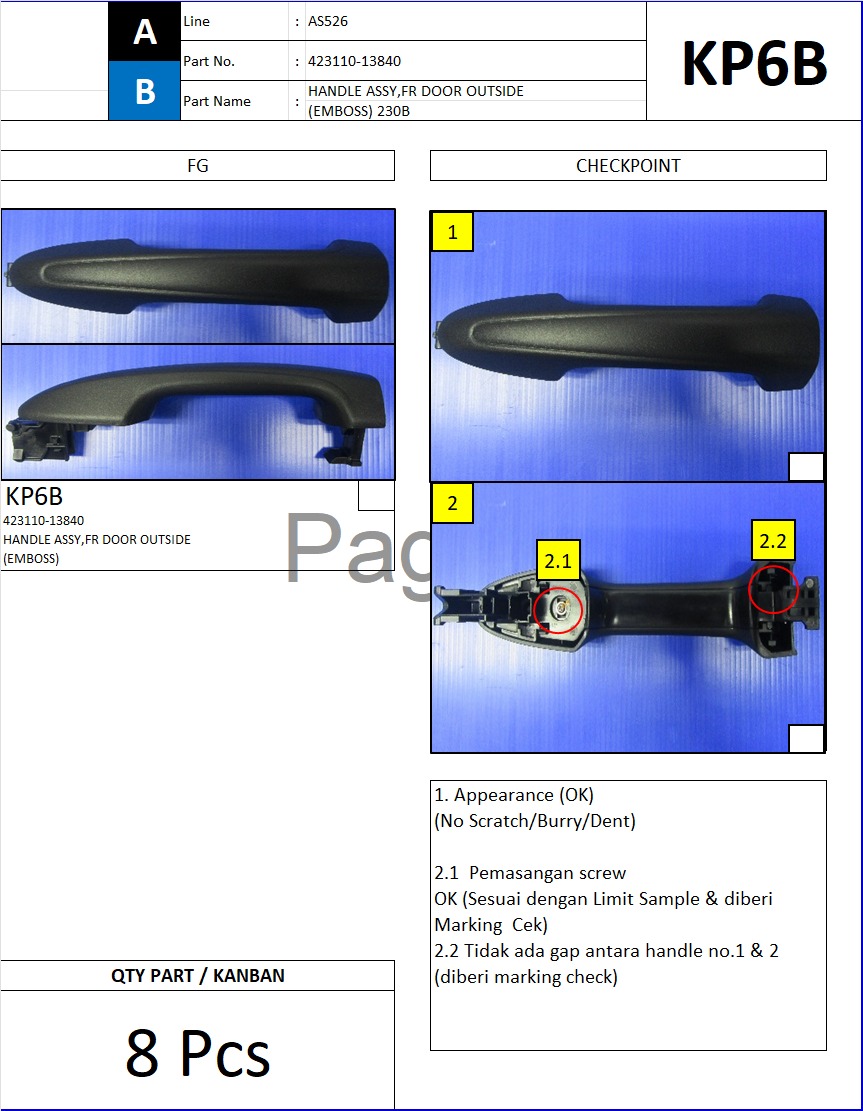 A
B
Line : AS526
Part No. : 423110-13840
Part Name : HANDLE ASSY,FR DOOR OUTSIDE
(EMBOSS) 230B
KP6B
FG
CHECKPOINT
1
KP6B
423110-13840
HANDLE ASSY,FR DOOR OUTSIDE
(EMBOSS)
2
2.1
2.2
1. Appearance (OK)
(No Scratch/Burry/Dent)
2.1 Pemasangan screw
OK (Sesuai dengan Limit Sample & diberi
Marking Cek)
2.2 Tidak ada gap antara handle no.1 & 2
(diberi marking check)
QTY PART / KANBAN
8 Pcs